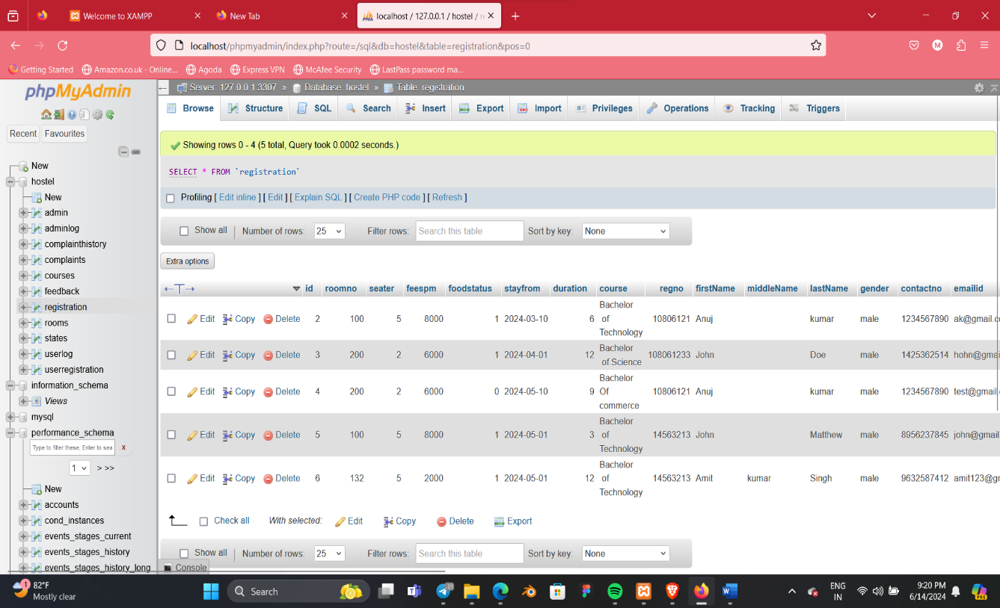 Welcome to XAMPP
New Tab
localhost / 127.0.0.1 / hostel / re
localhost/phpmyadmin/index.php?route=/sql&db=hostel&table=registration&pos=0
M
Getting Started Amazon.co.uk - Online... Agoda Express VPN McAfee Security LastPass password ma...
phpMyAdmin
Recent Favourites
New
hostel
New
admin
adminlog
complainthistory
complaints
courses
feedback
registration
rooms
states
userlog
userregistration
information_schema
Views
mysql
performance_schema
Type to filter these, Enter to sea X
1 > >>
New
accounts
cond_instances
events_stages_current
events_stages_history
events_stages_history_long
Server: 127.0.0.1:3307 » Database: hostel » Table: registration
Browse Structure SQL Search Insert Export Import Privileges Operations Tracking Triggers
Showing rows 0 - 4 (5 total, Query took 0.0002 seconds.)
SELECT * FROM `registration`
Profiling [ Edit inline ] [ Edit ] [ Explain SQL ] [ Create PHP code ] [ Refresh ]
Show all Number of rows: 25 Filter rows: Search this table Sort by key: None
Extra options
←T→ id roomno seater feespm foodstatus stayfrom duration course regno firstName middleName lastName gender contactno emailid
Edit Copy Delete 2 100 5 8000 1 2024-03-10 6 Bachelor of Technology 10806121 Anuj kumar male 1234567890 ak@gmail.co
Edit Copy Delete 3 200 2 6000 1 2024-04-01 12 Bachelor of Science 108061233 John Doe male 1425362514 hohn@gmai
Edit Copy Delete 4 200 2 6000 0 2024-05-10 9 Bachelor Of commerce 10806121 Anuj kumar male 1234567890 test@gmail.
Edit Copy Delete 5 100 5 8000 1 2024-05-01 3 Bachelor of Technology 14563213 John Matthew male 8956237845 john@gmail
Edit Copy Delete 6 132 5 2000 1 2024-05-01 12 Bachelor of Technology 14563213 Amit kumar Singh male 9632587412 amit123@gm
Check all With selected: Edit Copy Delete Export
Show all Number of rows: 25 Filter rows: Search this table Sort by key: None
Console
1
82°F
Mostly clear
Search
ENG
IN
9:20 PM
6/14/2024
PRE